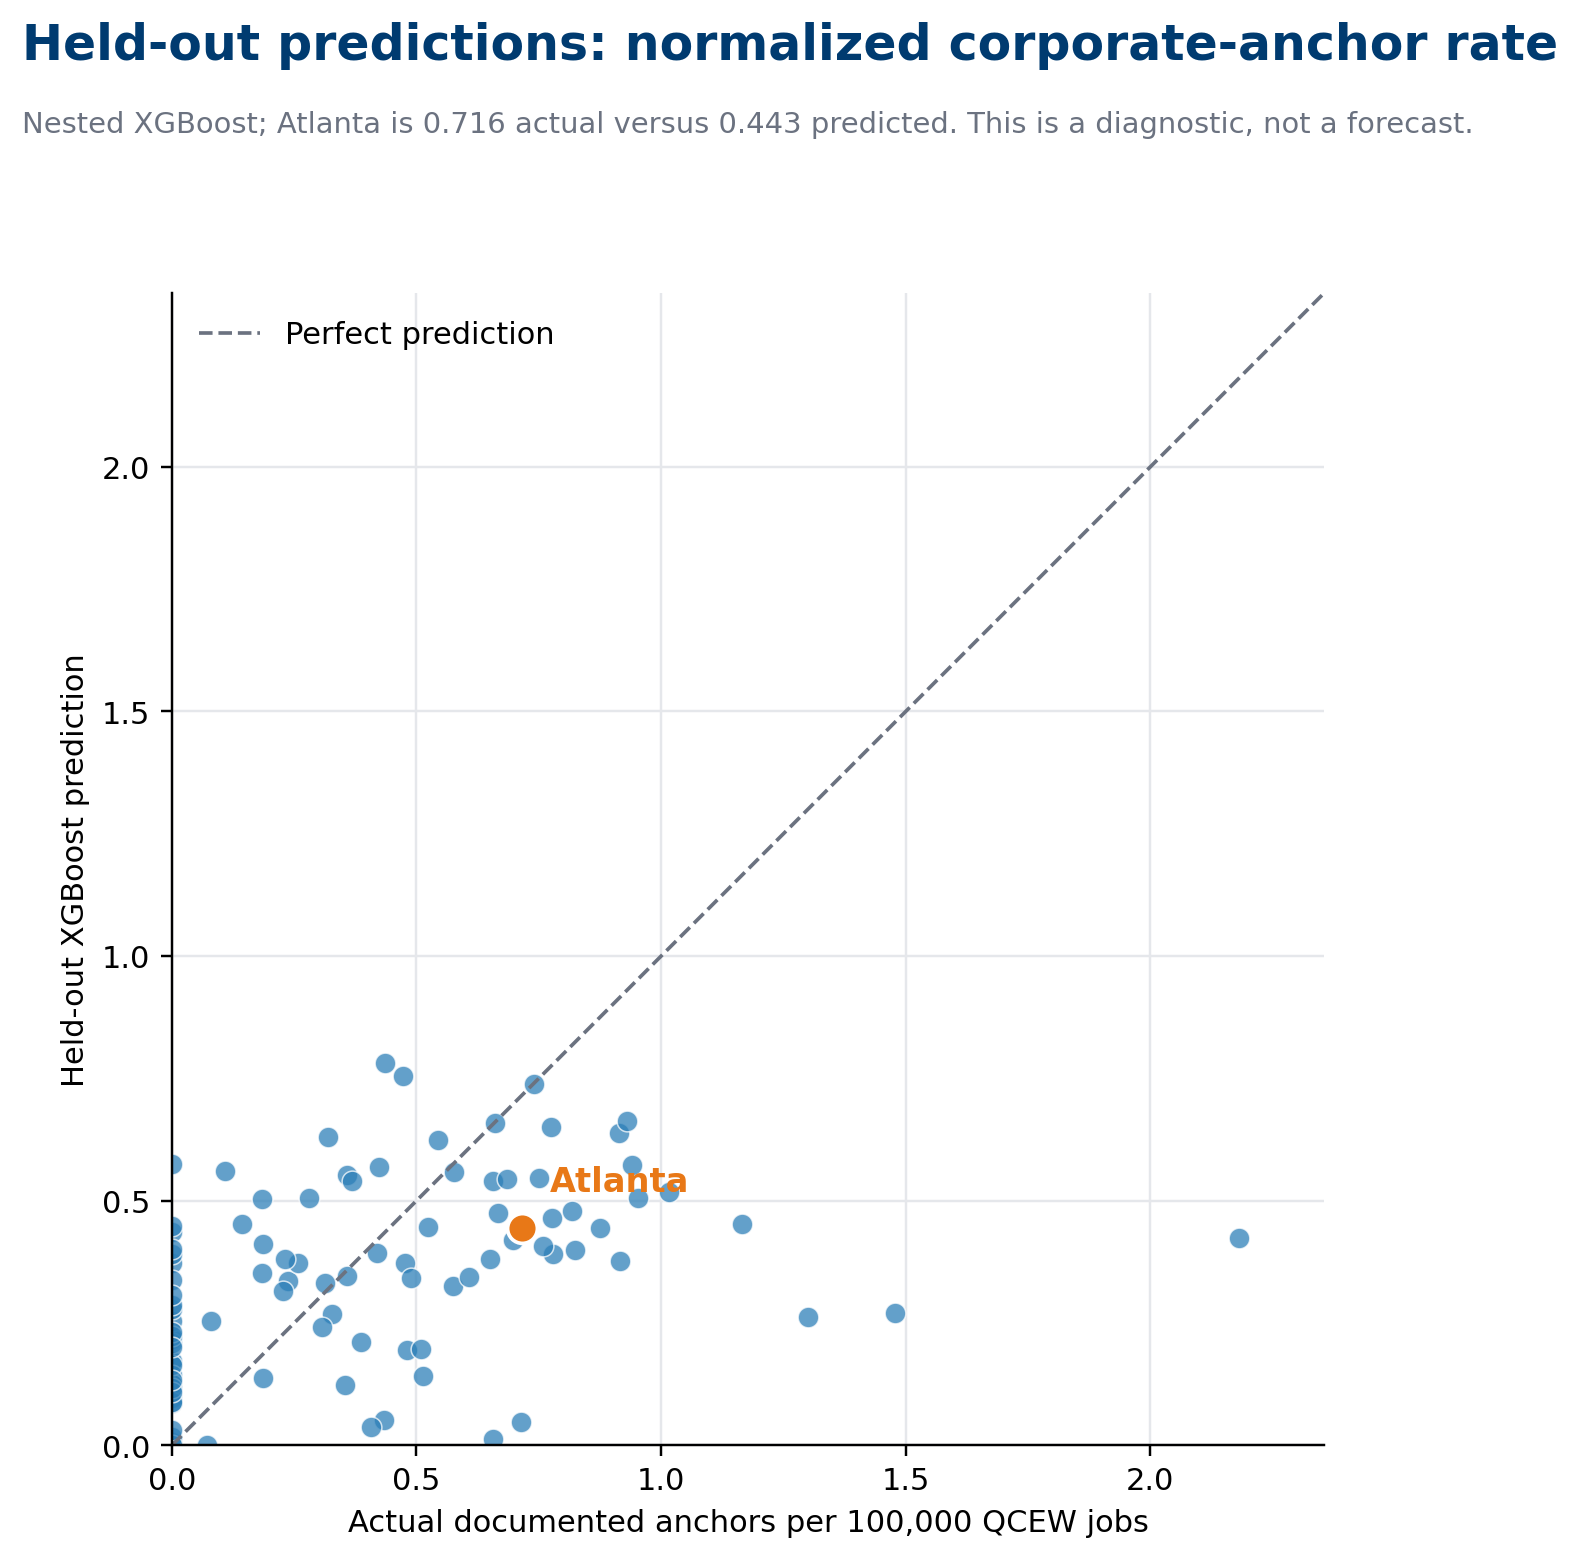 Held-out predictions: normalized corporate-anchor rate
Nested XGBoost; Atlanta is 0.716 actual versus 0.443 predicted. This is a diagnostic, not a forecast.
Perfect prediction
2.0
1.5
1.0
0.5
0.0
Held-out XGBoost prediction
Atlanta
0.0
0.5
1.0
1.5
2.0
Actual documented anchors per 100,000 QCEW jobs